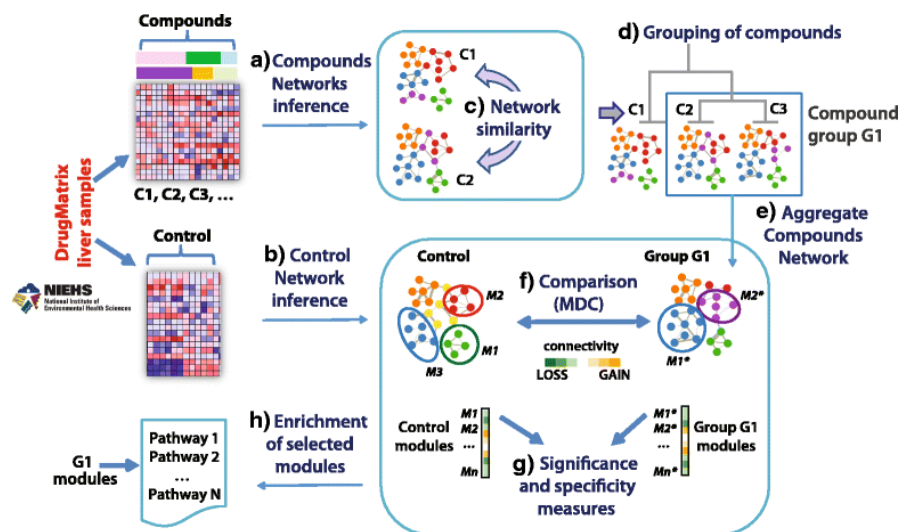 Compounds
a) Compounds
Networks
inference
C1
c) Network
similarity
C2
d) Grouping of compounds
C1
C2
C3
Compound
group G1
C1, C2, C3, ...
DrugMatrix
liver samples
NIEHS
National Institute of
Environmental Health Sciences
Control
b) Control
Network
inference
e) Aggregate
Compounds
Network
Control
Group G1
f) Comparison
(MDC)
M2
M1
M3
M2*
M1*
connectivity
LOSS
GAIN
Control
modules
M1
M2
...
Mn
M1*
M2*
...
Mn*
Group G1
modules
g) Significance
and specificity
measures
h) Enrichment
of selected
modules
G1
modules
Pathway 1
Pathway 2
...
Pathway N